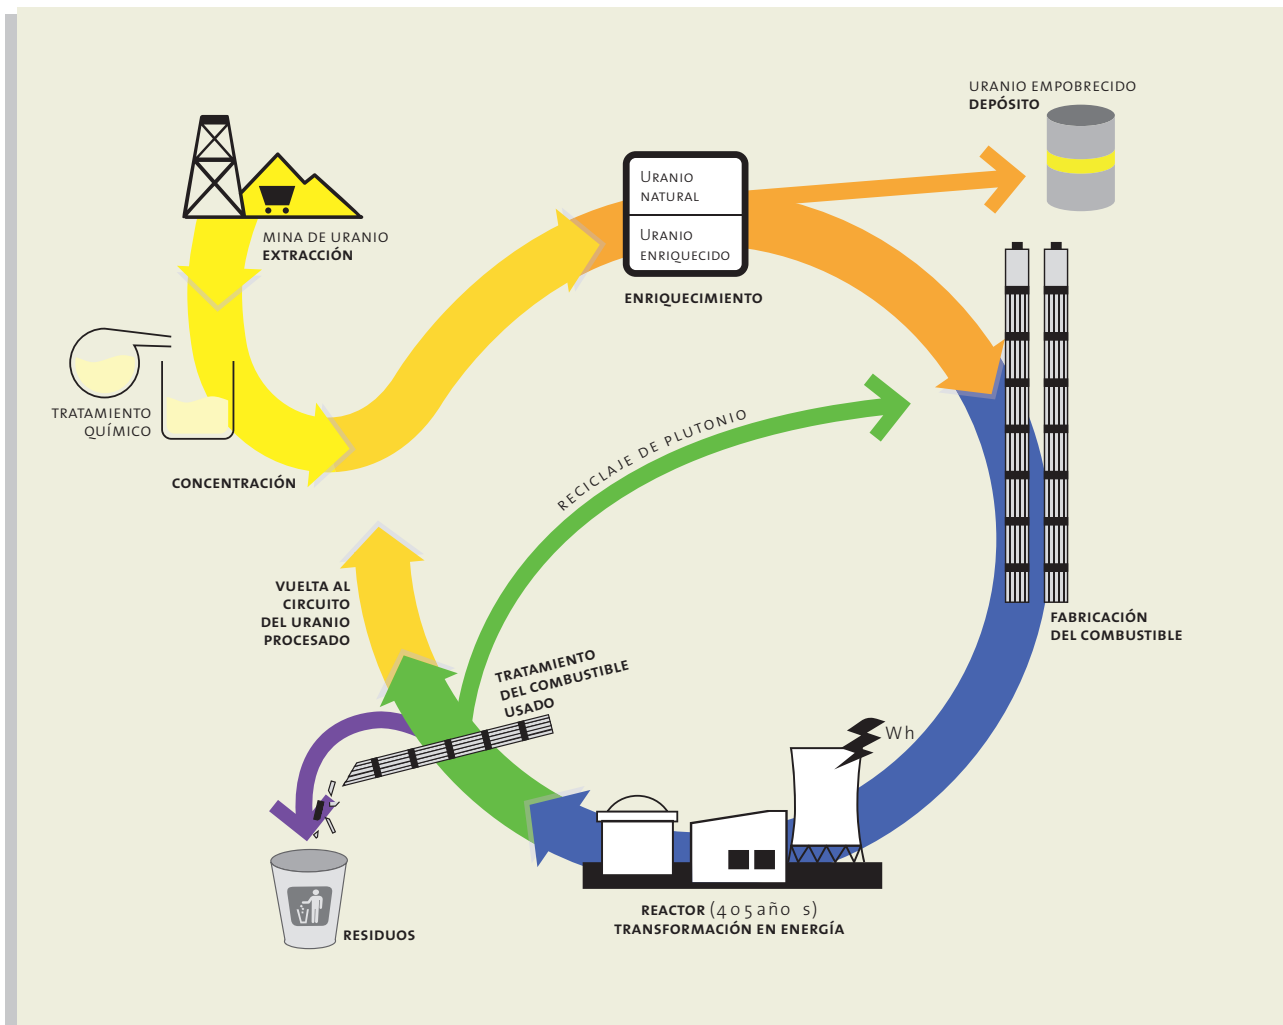 URANIO EMPOBRECIDO
DEPÓSITO
URANIO
NATURAL
URANIO
ENRIQUECIDO
ENRIQUECIMIENTO
MINA DE URANIO
EXTRACCIÓN
TRATAMIENTO
QUÍMICO
CONCENTRACIÓN
RECICLAJE DE PLUTONIO
VUELTA AL
CIRCUITO
DEL URANIO
PROCESADO
FABRICACIÓN
DEL COMBUSTIBLE
TRATAMIENTO
DEL COMBUSTIBLE
USADO
Wh
REACTOR (4 o 5 año s)
TRANSFORMACIÓN EN ENERGÍA
RESIDUOS